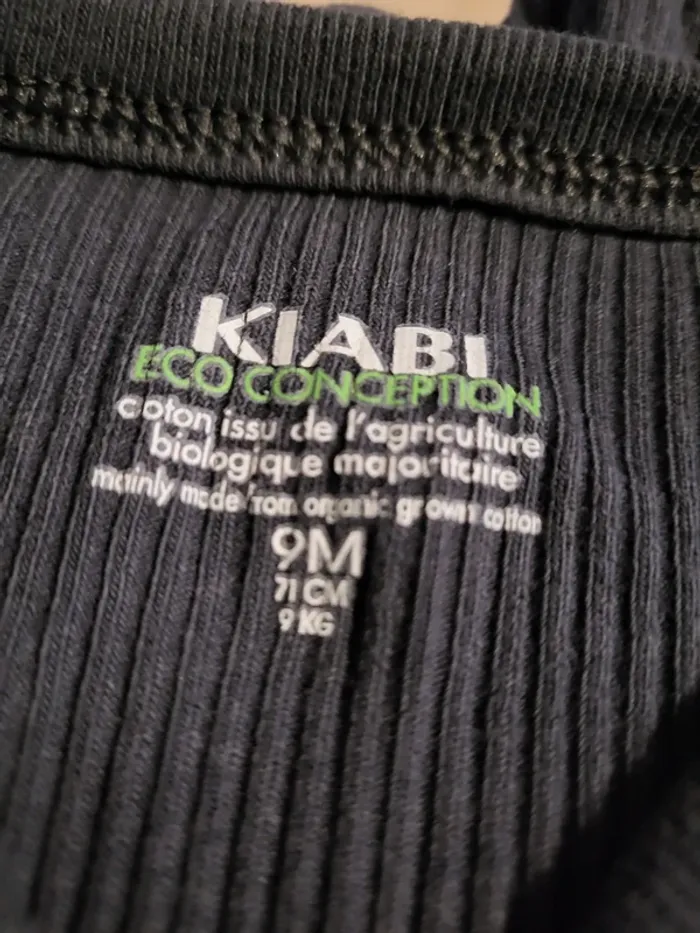 KIABI
ECO CONCEPTION
coton issu de l'agriculture
biologique majoritaire
mainly made from organic grown cotton
9M
71 CM
9 KG